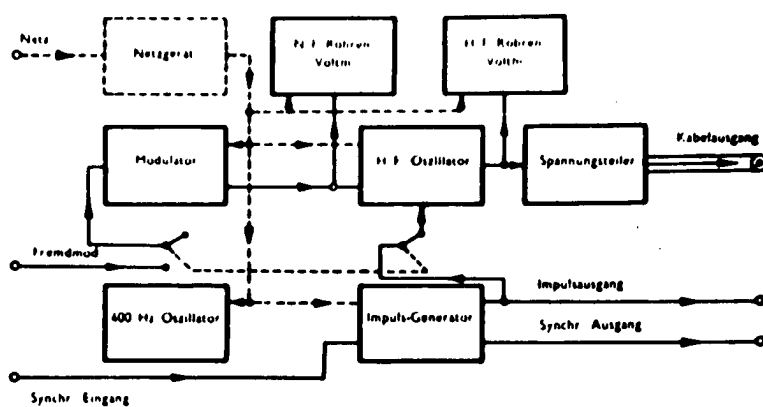 Netz
Netzgerät
N F Röhren
Voltm
H F Röhren
Voltm
Modulator
H F Oszillator
Spannungsteiler
Kabelausgang
Fremdmod
400 Hz Oszillator
Impuls-Generator
Impulsausgang
Synchr Ausgang
Synchr Eingang